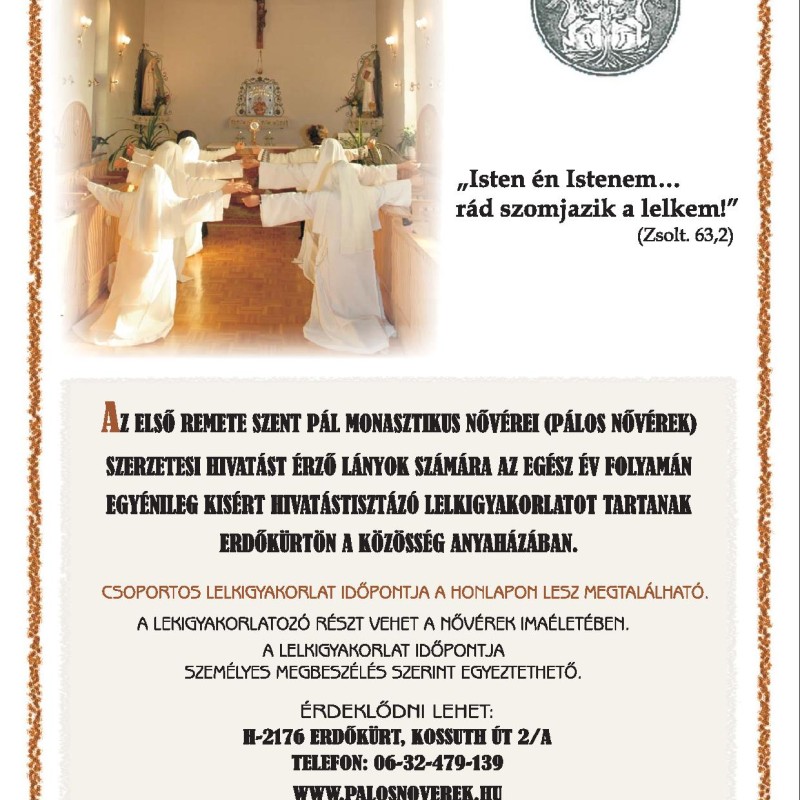 „Isten én Istenem...
rád szomjazik a lelkem!”
(Zsolt. 63,2)
AZ ELSŐ REMETE SZENT PÁL MONASZTIKUS NŐVÉREI (PÁLOS NŐVÉREK)
SZERZETESI HIVATÁST ÉRZŐ LÁNYOK SZÁMÁRA AZ EGÉSZ ÉV FOLYAMÁN
EGYÉNILEG KISÉRT HIVATÁSTISZTÁZÓ LELKIGYAKORLATOT TARTANAK
ERDŐKÜRTÖN A KÖZÖSSÉG ANYAHÁZÁBAN.
CSOPORTOS LELKIGYAKORLAT IDŐPONTJA A HONLAPON LESZ MEGTALÁLHATÓ.
A LEKIGYAKORLATOZÓ RÉSZT VEHET A NŐVÉREK IMAÉLETÉBEN.
A LELKIGYAKORLAT IDŐPONTJA
SZEMÉLYES MEGBESZÉLÉS SZERINT EGYEZTETHETŐ.
ÉRDEKLŐDNI LEHET:
H-2176 ERDŐKÜRT, KOSSUTH ÚT 2/A
TELEFON: 06-32-479-139
WWW.PALOSNOVEREK.HU